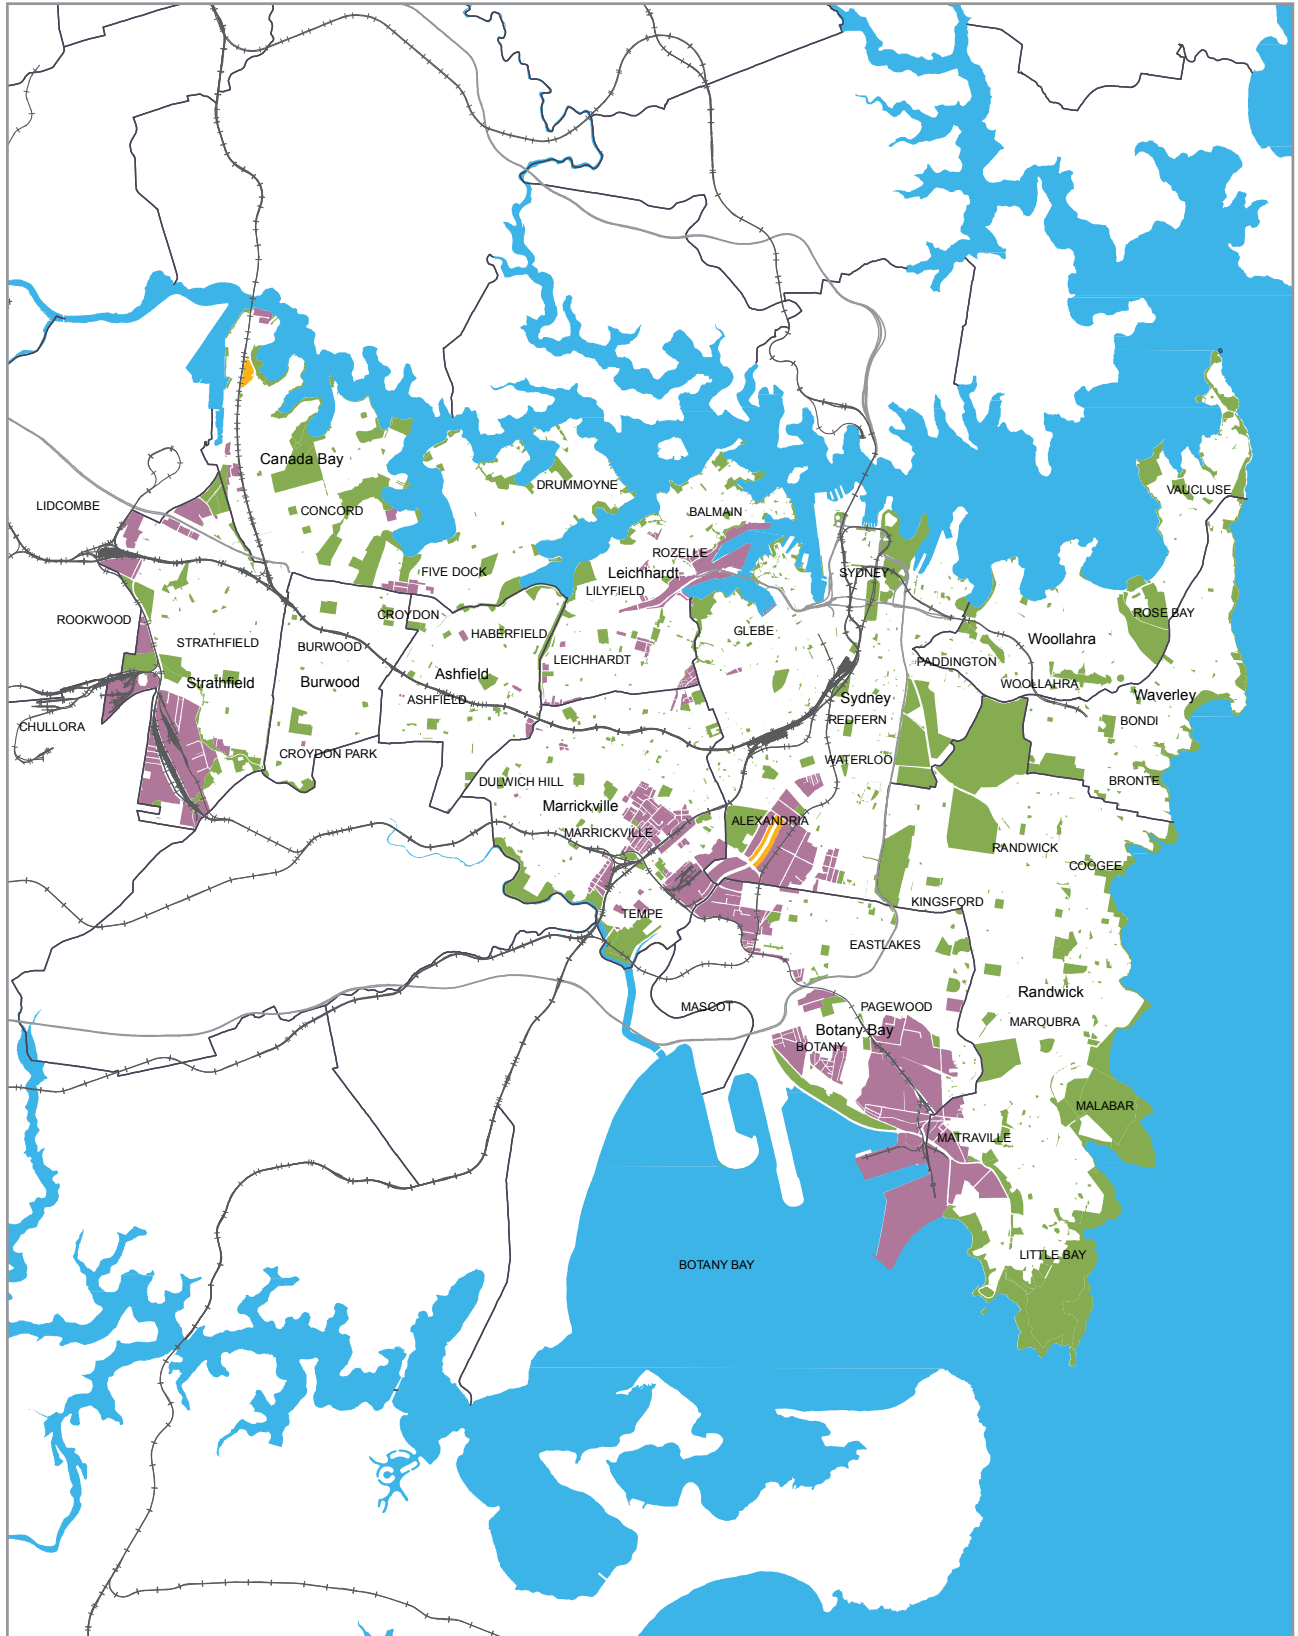 Canada Bay
DRUMMOYNE
VAUCLUSE
LIDCOMBE
CONCORD
BALMAIN
ROZELLE
FIVE DOCK
Leichhardt
SYDNEY
LILYFIELD
ROOKWOOD
CROYDON
ROSE BAY
HABERFIELD
GLEBE
STRATHFIELD
BURWOOD
Woollahra
LEICHHARDT
PADDINGTON
Ashfield
Strathfield
Burwood
WOOLLAHRA
ASHFIELD
Sydney
Waverley
CHULLORA
REDFERN
BONDI
CROYDON PARK
WATERLOO
DULWICH HILL
BRONTE
Marrickville
ALEXANDRIA
MARRICKVILLE
RANDWICK
COOGEE
KINGSFORD
TEMPE
EASTLAKES
Randwick
MASCOT
PAGEWOOD
MAROUBRA
Botany Bay
BOTANY
MALABAR
MATRAVILLE
LITTLE BAY
BOTANY BAY